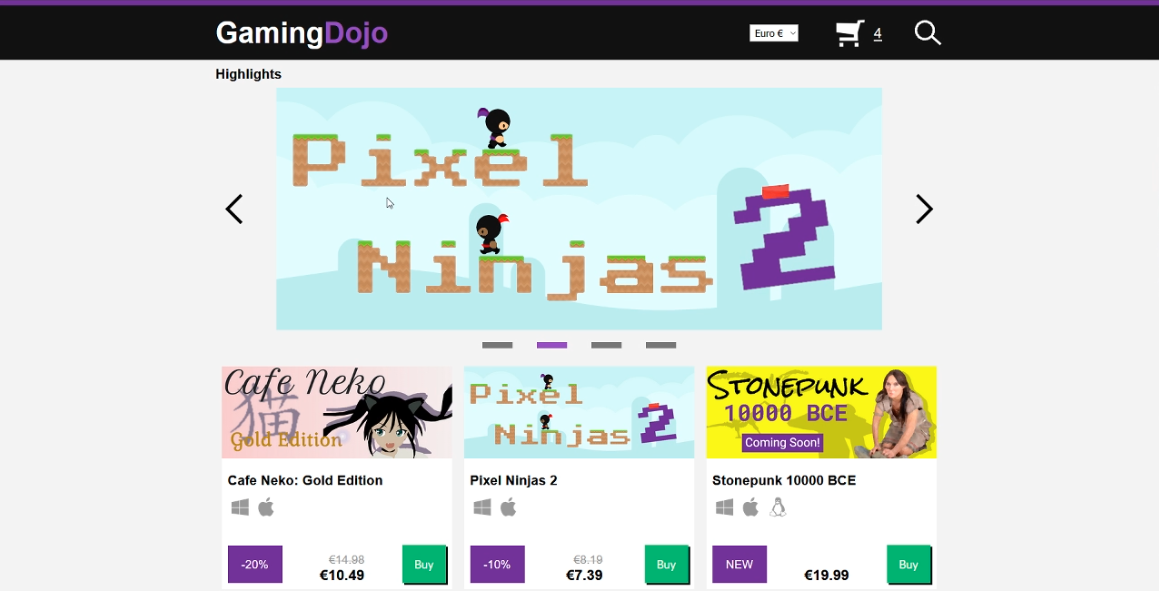 GamingDojo
Euro €
4
Highlights
Pixel
Ninjas 2
Cafe Neko
猫
Gold Edition
Pixel
Ninjas 2
STONEPUNK
10000 BCE
Coming Soon!
Cafe Neko: Gold Edition
Pixel Ninjas 2
Stonepunk 10000 BCE
-20%
€14.98
€10.49
Buy
-10%
€8.19
€7.39
Buy
NEW
€19.99
Buy